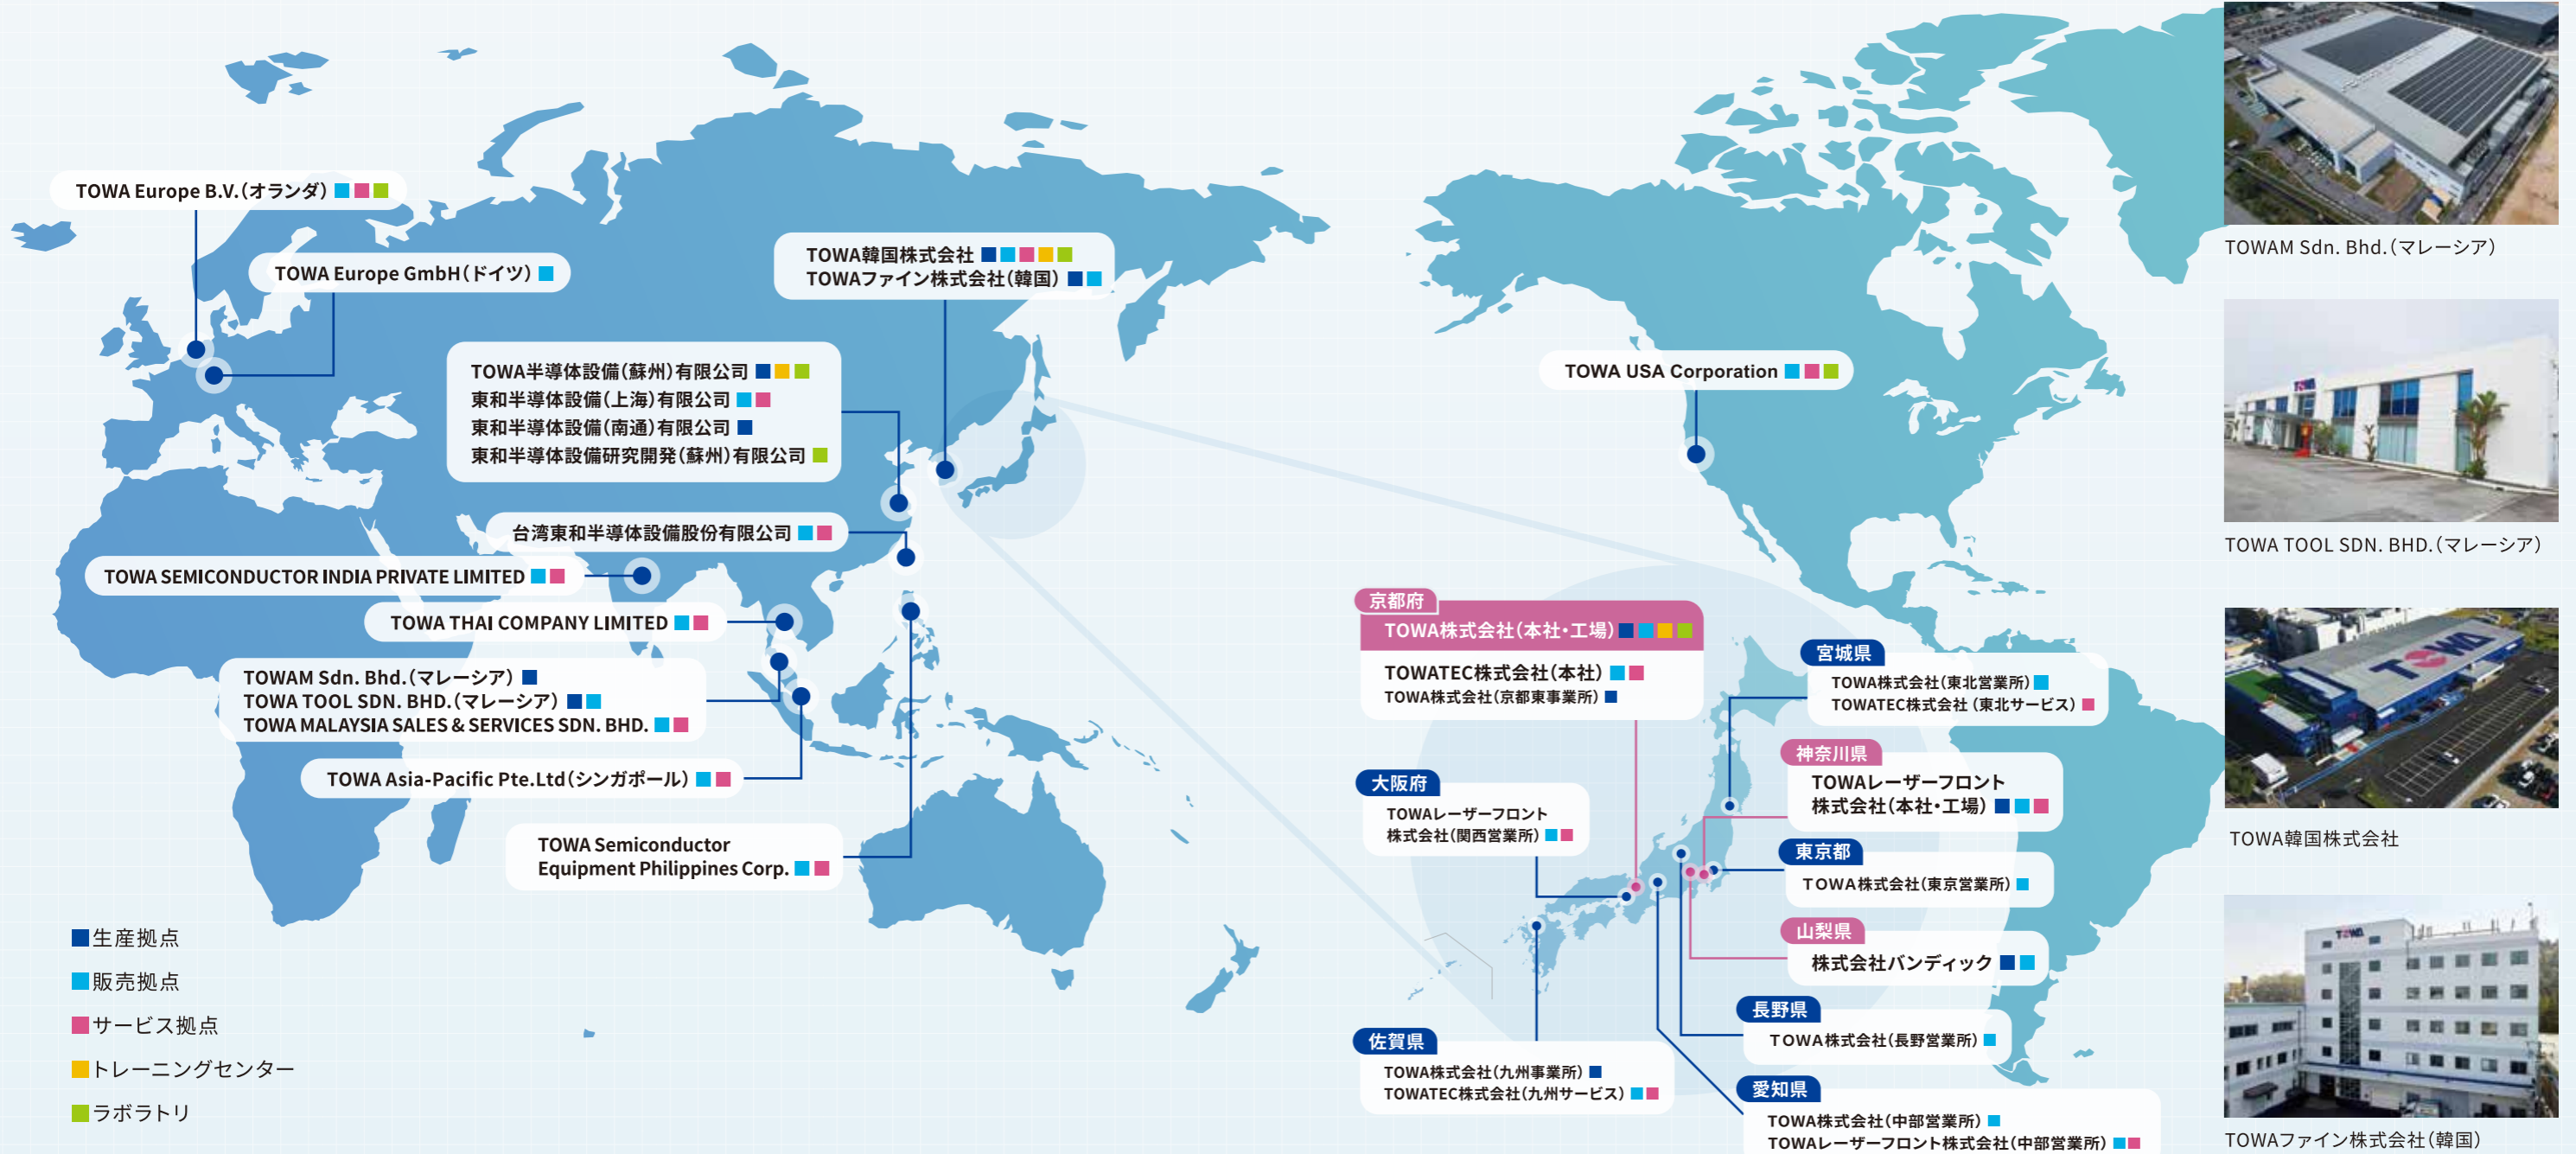 TOWA Europe B.V.（オランダ）
TOWA Europe GmbH（ドイツ）
TOWA韓国株式会社
TOWAファイン株式会社（韓国）
TOWA半導体設備（蘇州）有限公司
東和半導体設備（上海）有限公司
東和半導体設備（南通）有限公司
東和半導体設備研究開発（蘇州）有限公司
台湾東和半導体設備股份有限公司
TOWA SEMICONDUCTOR INDIA PRIVATE LIMITED
TOWA THAI COMPANY LIMITED
TOWAM Sdn. Bhd.（マレーシア）
TOWA TOOL SDN. BHD.（マレーシア）
TOWA MALAYSIA SALES & SERVICES SDN. BHD.
TOWA Asia-Pacific Pte.Ltd（シンガポール）
TOWA Semiconductor
Equipment Philippines Corp.
生産拠点
販売拠点
サービス拠点
トレーニングセンター
ラボラトリ
TOWA USA Corporation
京都府
TOWA株式会社（本社・工場）
TOWATEC株式会社（本社）
TOWA株式会社（京都東事業所）
大阪府
TOWAレーザーフロント
株式会社（関西営業所）
佐賀県
TOWA株式会社（九州事業所）
TOWATEC株式会社（九州サービス）
宮城県
TOWA株式会社（東北営業所）
TOWATEC株式会社（東北サービス）
神奈川県
TOWAレーザーフロント
株式会社（本社・工場）
東京都
TOWA株式会社（東京営業所）
山梨県
株式会社バンディック
長野県
TOWA株式会社（長野営業所）
愛知県
TOWA株式会社（中部営業所）
TOWAレーザーフロント株式会社（中部営業所）
TOWAM Sdn. Bhd.（マレーシア）
TOWA
TOWA TOOL SDN. BHD.（マレーシア）
TOWA
TOWA韓国株式会社
TOWA
TOWAファイン株式会社（韓国）